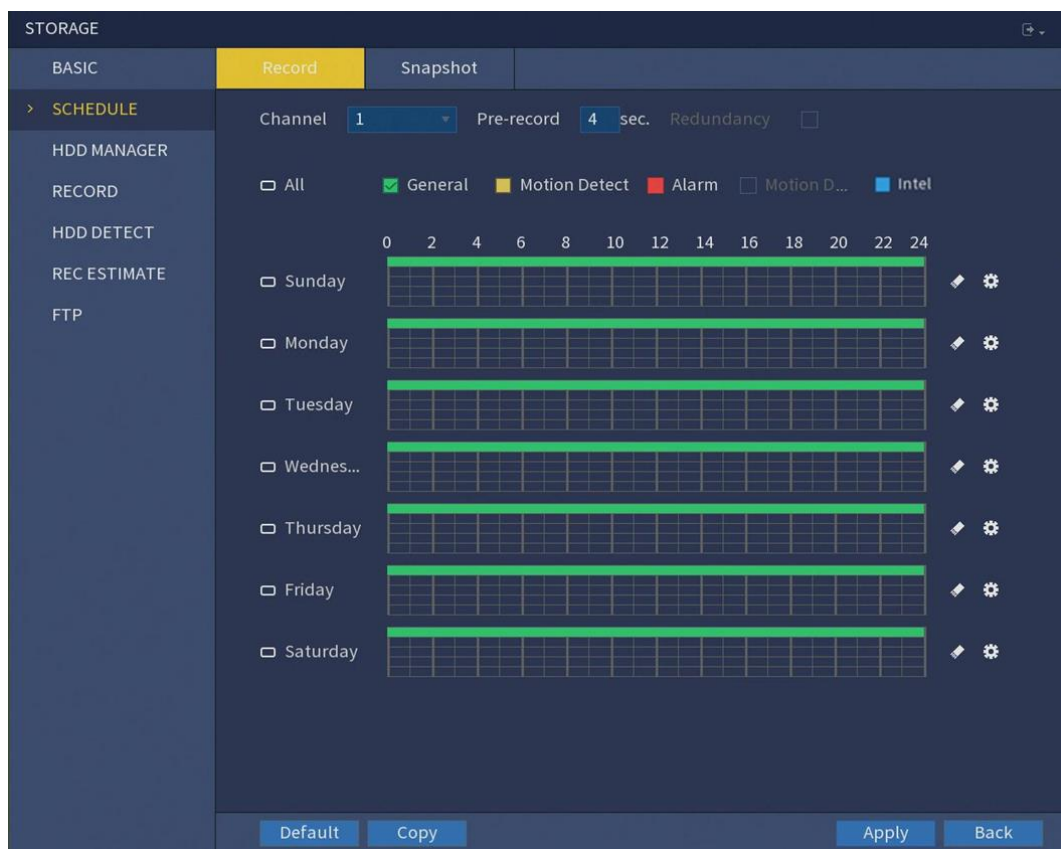 STORAGE
BASIC
Record Snapshot
> SCHEDULE
Channel 1 Pre-record 4 sec. Redundancy
HDD MANAGER
RECORD
All General Motion Detect Alarm Motion D... Intel
HDD DETECT
0 2 4 6 8 10 12 14 16 18 20 22 24
REC ESTIMATE
Sunday
FTP
Monday
Tuesday
Wednes...
Thursday
Friday
Saturday
Default Copy Apply Back